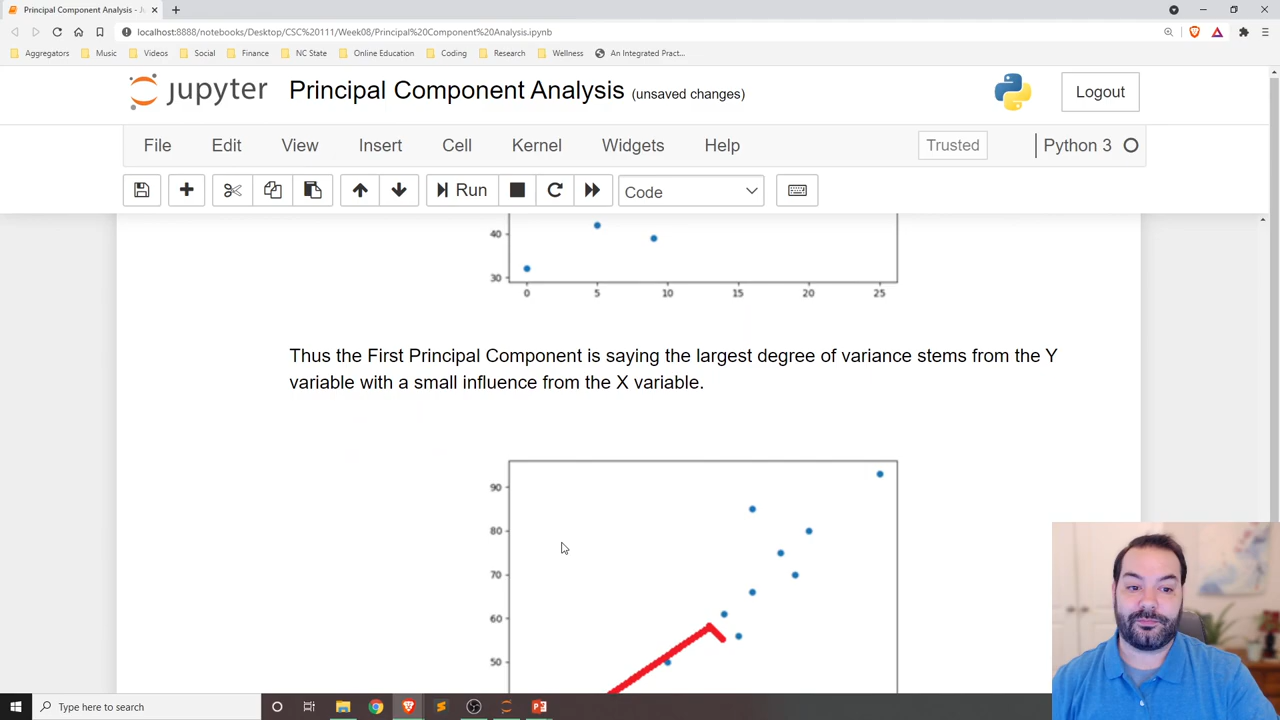 Principal Component Analysis - Ju
localhost:8888/notebooks/Desktop/CSC%20111/Week08/Principal%20Component%20Analysis.ipynb
Aggregators Music Videos Social Finance NC State Online Education Coding Research Wellness An Integrated Pract...
jupyter Principal Component Analysis (unsaved changes) Logout
File Edit View Insert Cell Kernel Widgets Help Trusted Python 3
Run Code
40
30
0 5 10 15 20 25
Thus the First Principal Component is saying the largest degree of variance stems from the Y
variable with a small influence from the X variable.
90
80
70
60
50
Type here to search